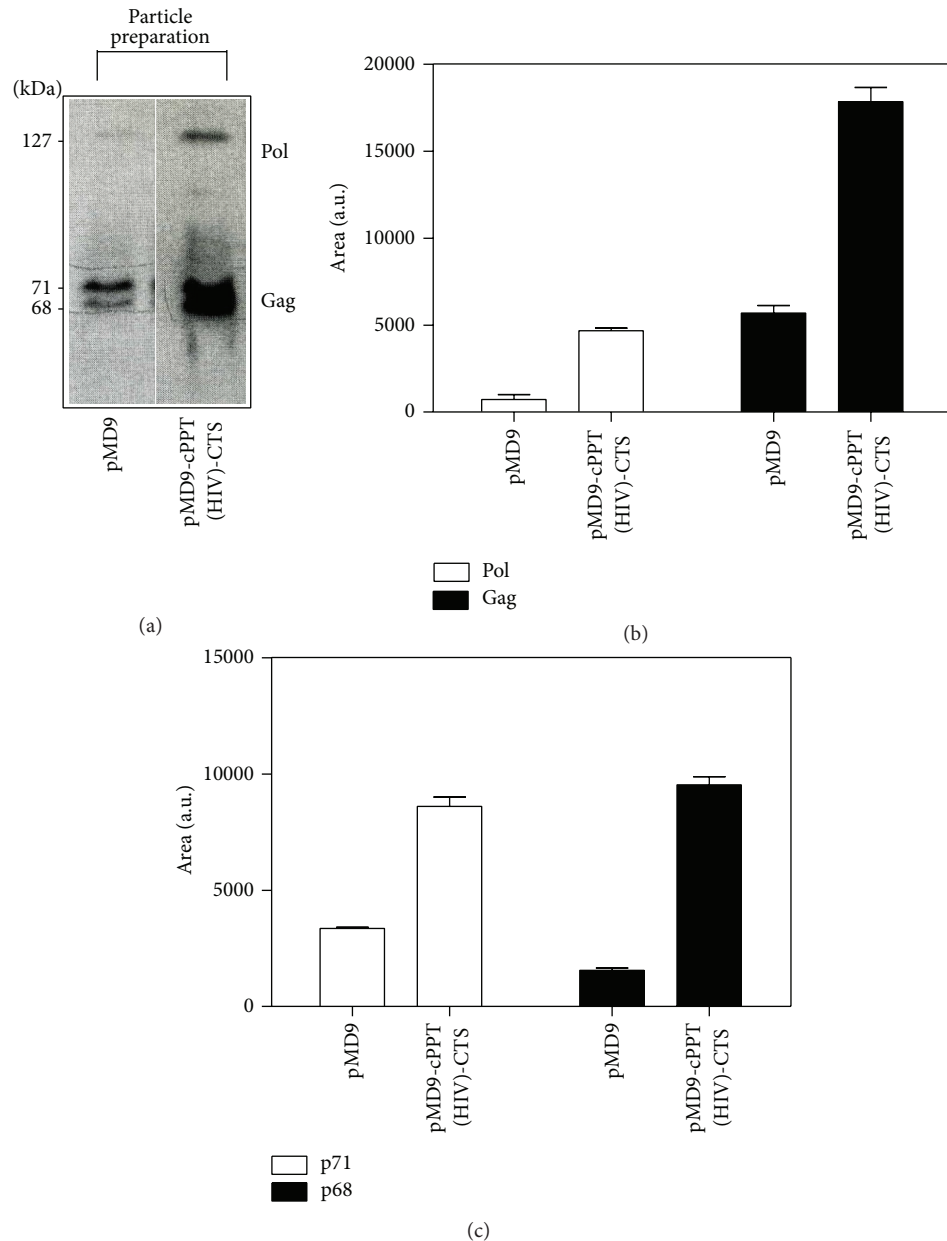 Particle
preparation
(kDa)
127
71
68
Pol
Gag
pMD9
pMD9-cPPT
(HIV)-CTS
(a)
20000
15000
10000
5000
0
Area (a.u.)
pMD9
pMD9-cPPT
(HIV)-CTS
pMD9
pMD9-cPPT
(HIV)-CTS
Pol
Gag
(b)
15000
10000
5000
0
Area (a.u.)
pMD9
pMD9-cPPT
(HIV)-CTS
pMD9
pMD9-cPPT
(HIV)-CTS
p71
p68
(c)